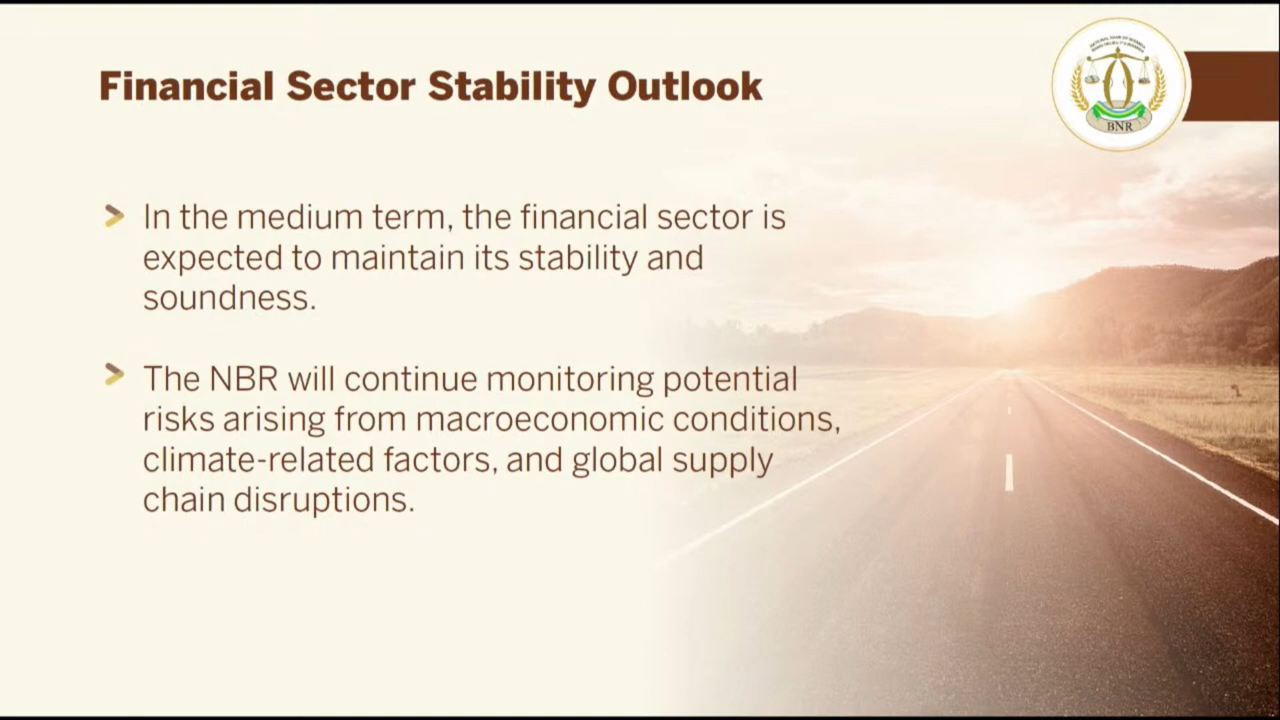 Financial Sector Stability Outlook
In the medium term, the financial sector is
expected to maintain its stability and
soundness.
The NBR will continue monitoring potential
risks arising from macroeconomic conditions,
climate-related factors, and global supply
chain disruptions.
BNR